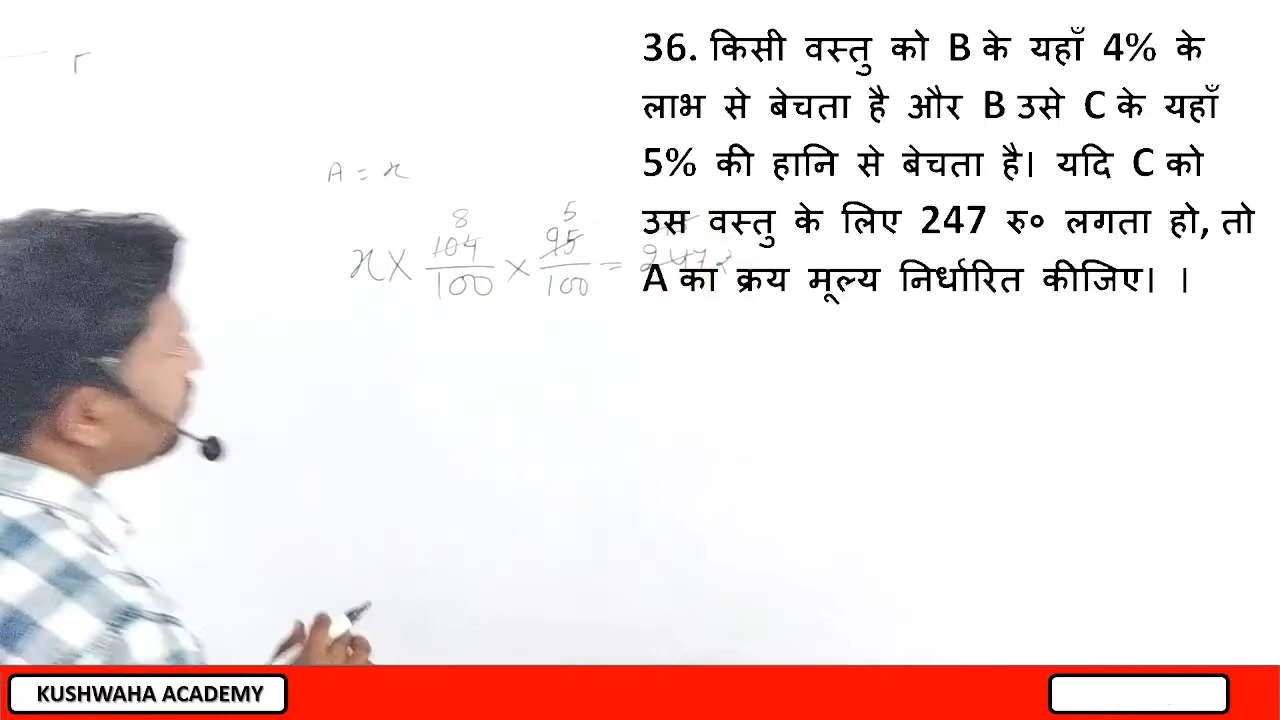 36. किसी वस्तु को B के यहाँ 4% के
लाभ से बेचता है और B उसे C के यहाँ
5% की हानि से बेचता है। यदि C को
उस वस्तु के लिए 247 रु० लगता हो, तो
A का क्रय मूल्य निर्धारित कीजिए। ।
A = x
8 5
x × 104/100 × 95/100 = 247
KUSHWAHA ACADEMY